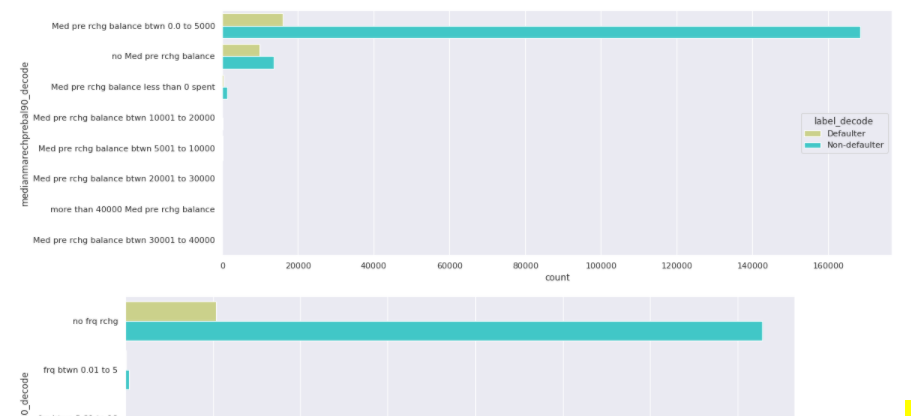 Med pre rchg balance btwn 0.0 to 5000
no Med pre rchg balance
Med pre rchg balance less than 0 spent
Med pre rchg balance btwn 10001 to 20000
Med pre rchg balance btwn 5001 to 10000
Med pre rchg balance btwn 20001 to 30000
more than 40000 Med pre rchg balance
Med pre rchg balance btwn 30001 to 40000
medianmarechprebal90_decode
label_decode
Defaulter
Non-defaulter
0 20000 40000 60000 80000 100000 120000 140000 160000
count
no frq rchg
frq btwn 0.01 to 5
0_decode